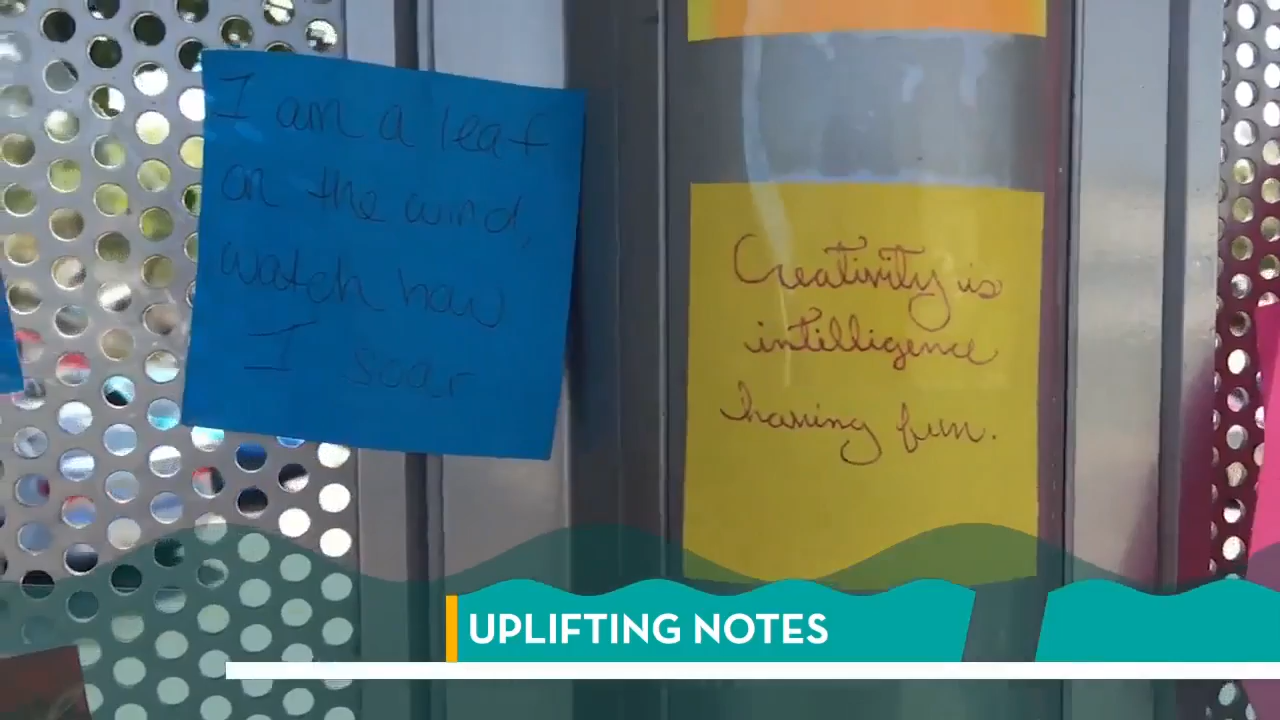 I am a leaf
on the wind,
watch how
I soar
Creativity is
intelligence
having fun.
UPLIFTING NOTES